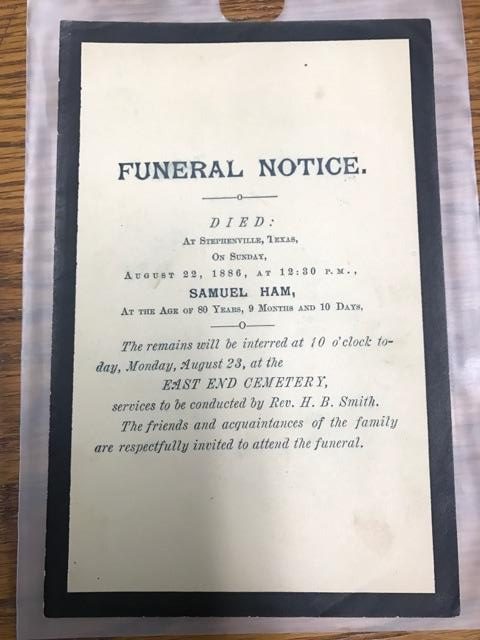 FUNERAL NOTICE.
DIED:
AT STEPHENVILLE, TEXAS,
ON SUNDAY,
AUGUST 22, 1886, AT 12:30 P.M.,
SAMUEL HAM,
AT THE AGE OF 80 YEARS, 9 MONTHS AND 10 DAYS,
The remains will be interred at 10 o'clock to-
day, Monday, August 23, at the
EAST END CEMETERY,
services to be conducted by Rev. H. B. Smith.
The friends and acquaintances of the family
are respectfully invited to attend the funeral.